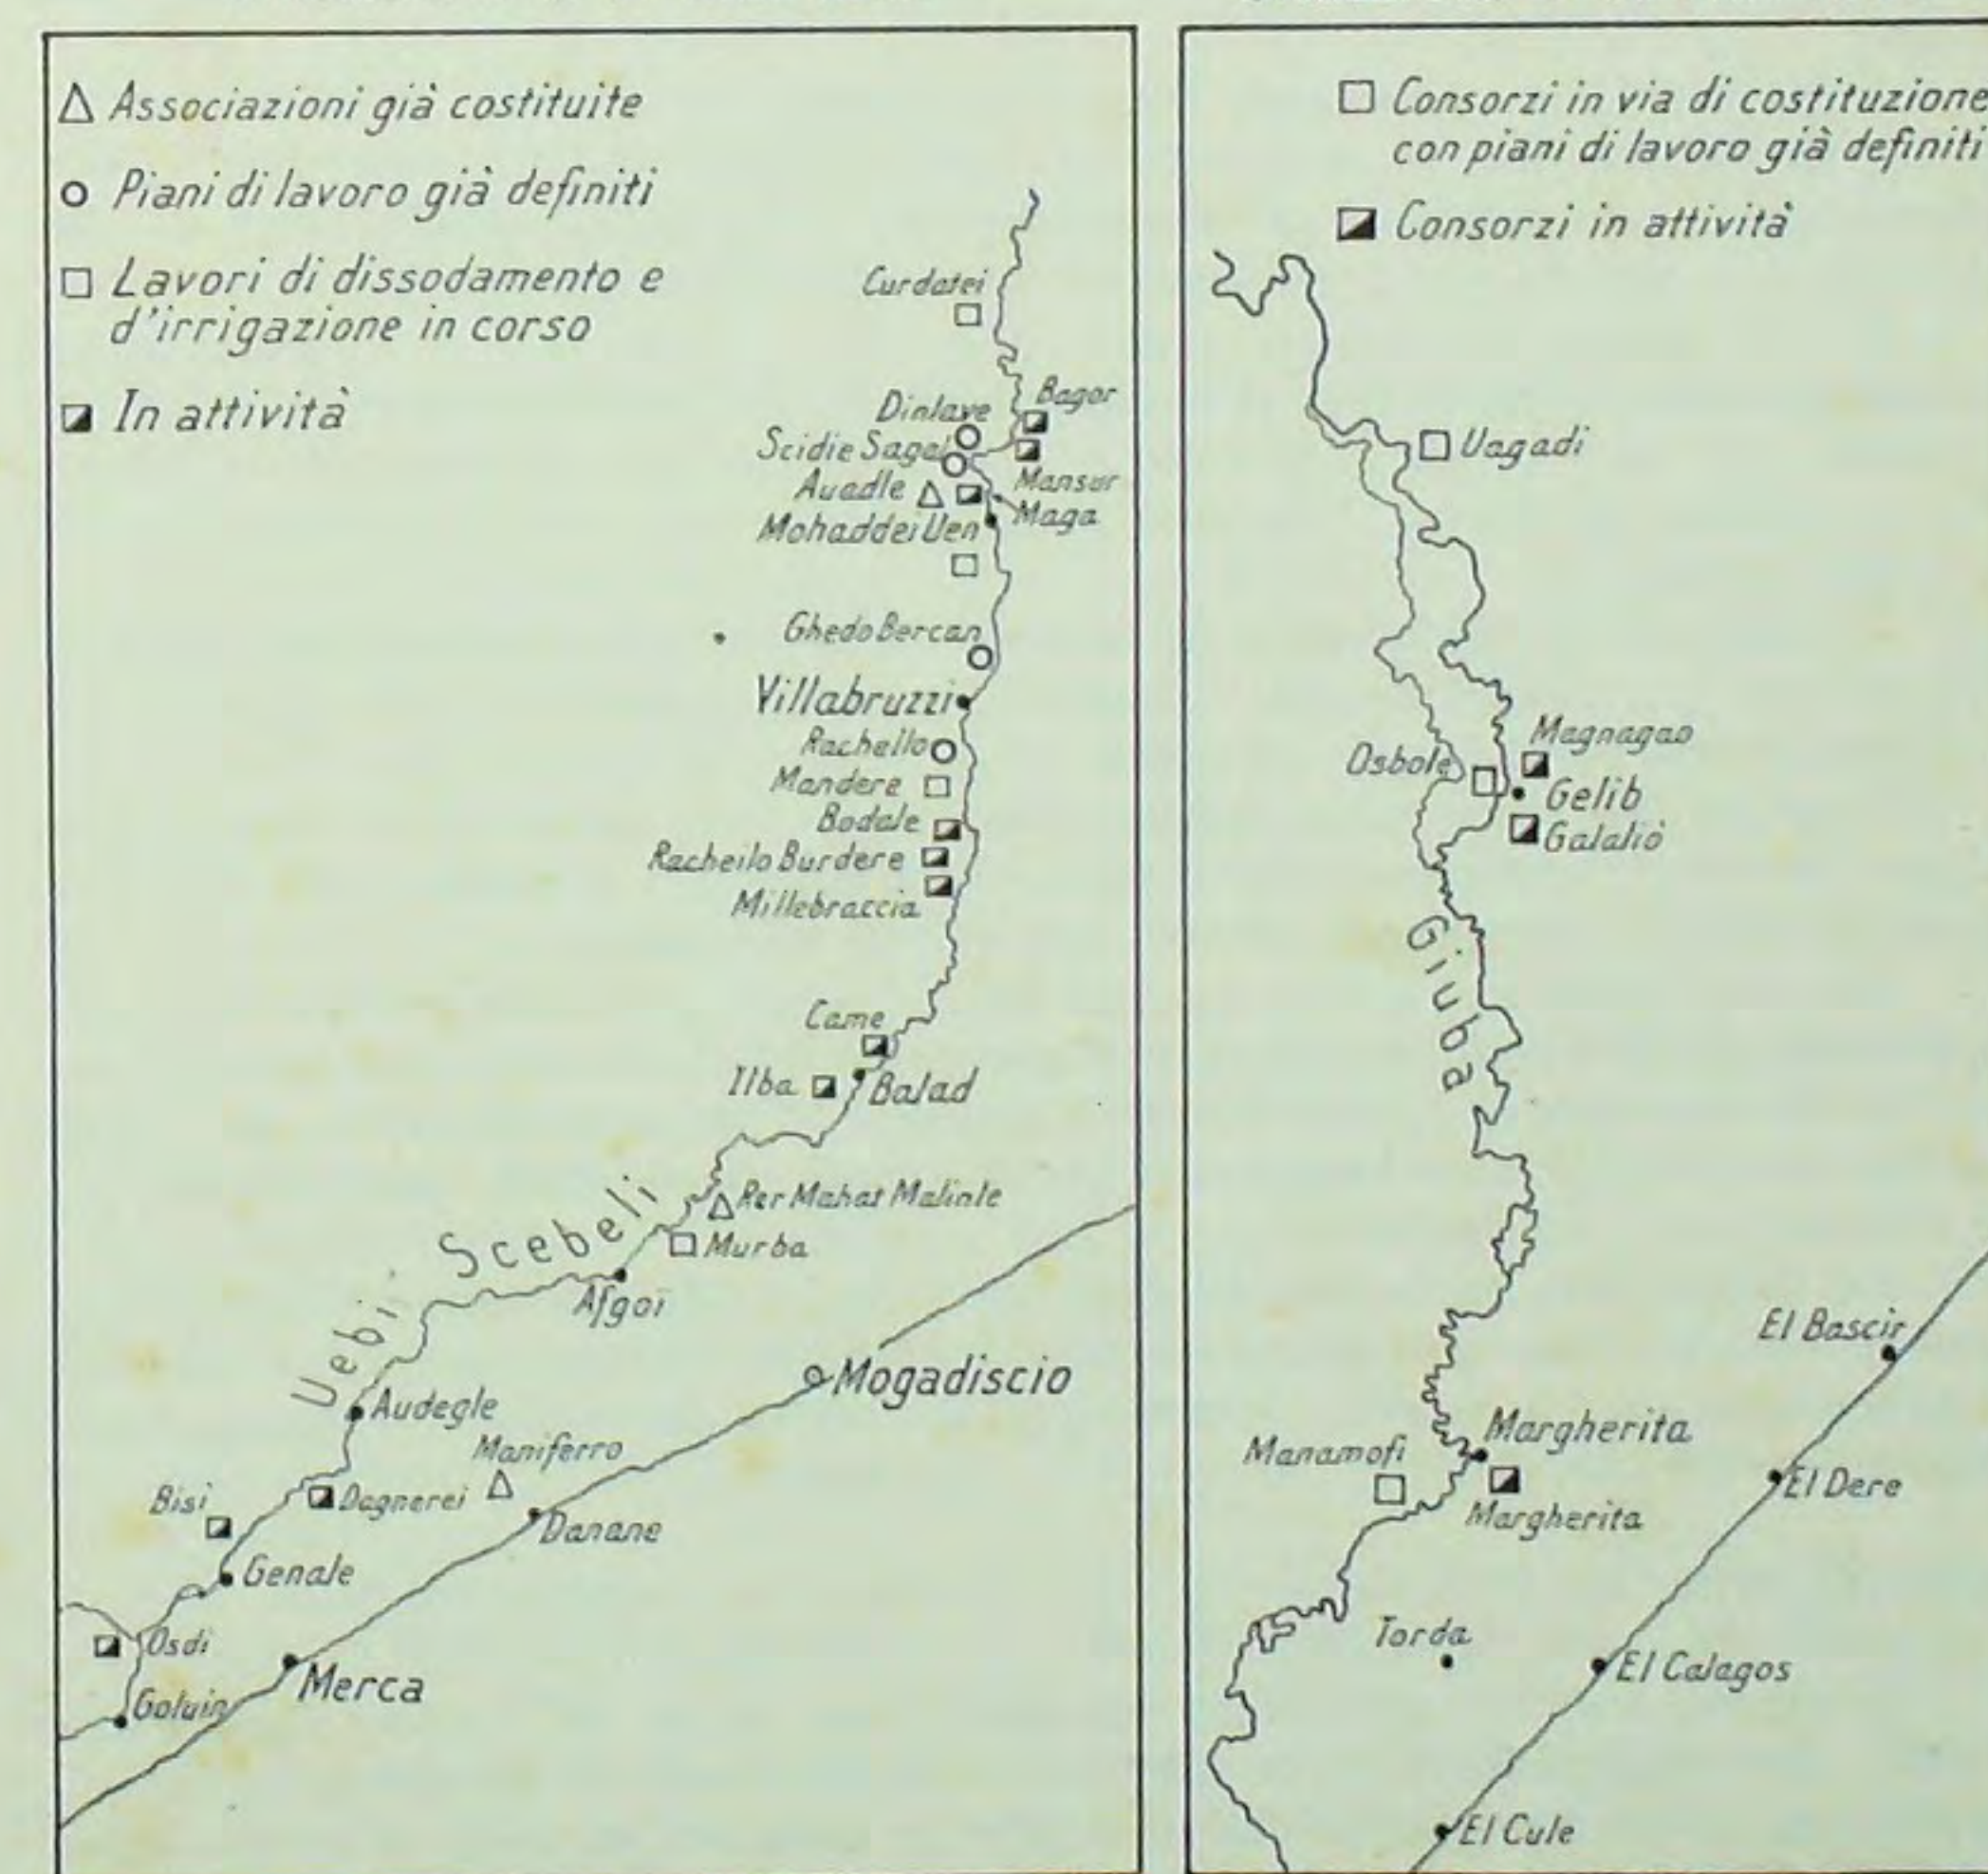 Associazioni già costituite
Piani di lavoro già definiti
Lavori di dissodamento e
d'irrigazione in corso
In attività
Curdatei
Bagor
Dinlave
Scidie Sagal
Mansur
Auadle
Maga
Mohaddei Uen
Ghedo Bercan
Villabruzzi
Rachello
Mandere
Bodale
Racheilo Burdere
Millebraccia
Came
Ilba
Balad
Rer Mahat Malinle
Murba
Uebi Scebeli
Afgoi
Mogadiscio
Audegle
Maniferro
Bisi
Dagnerei
Danane
Genale
Osdi
Merca
Goluin
Consorzi in via di costituzione
con piani di lavoro già definiti
Consorzi in attività
Uagadi
Magnagao
Osbole
Gelib
Galaliò
Giuba
El Bascir
Margherita
Manamofi
El Dere
Margherita
Torda
El Calagos
El Cule